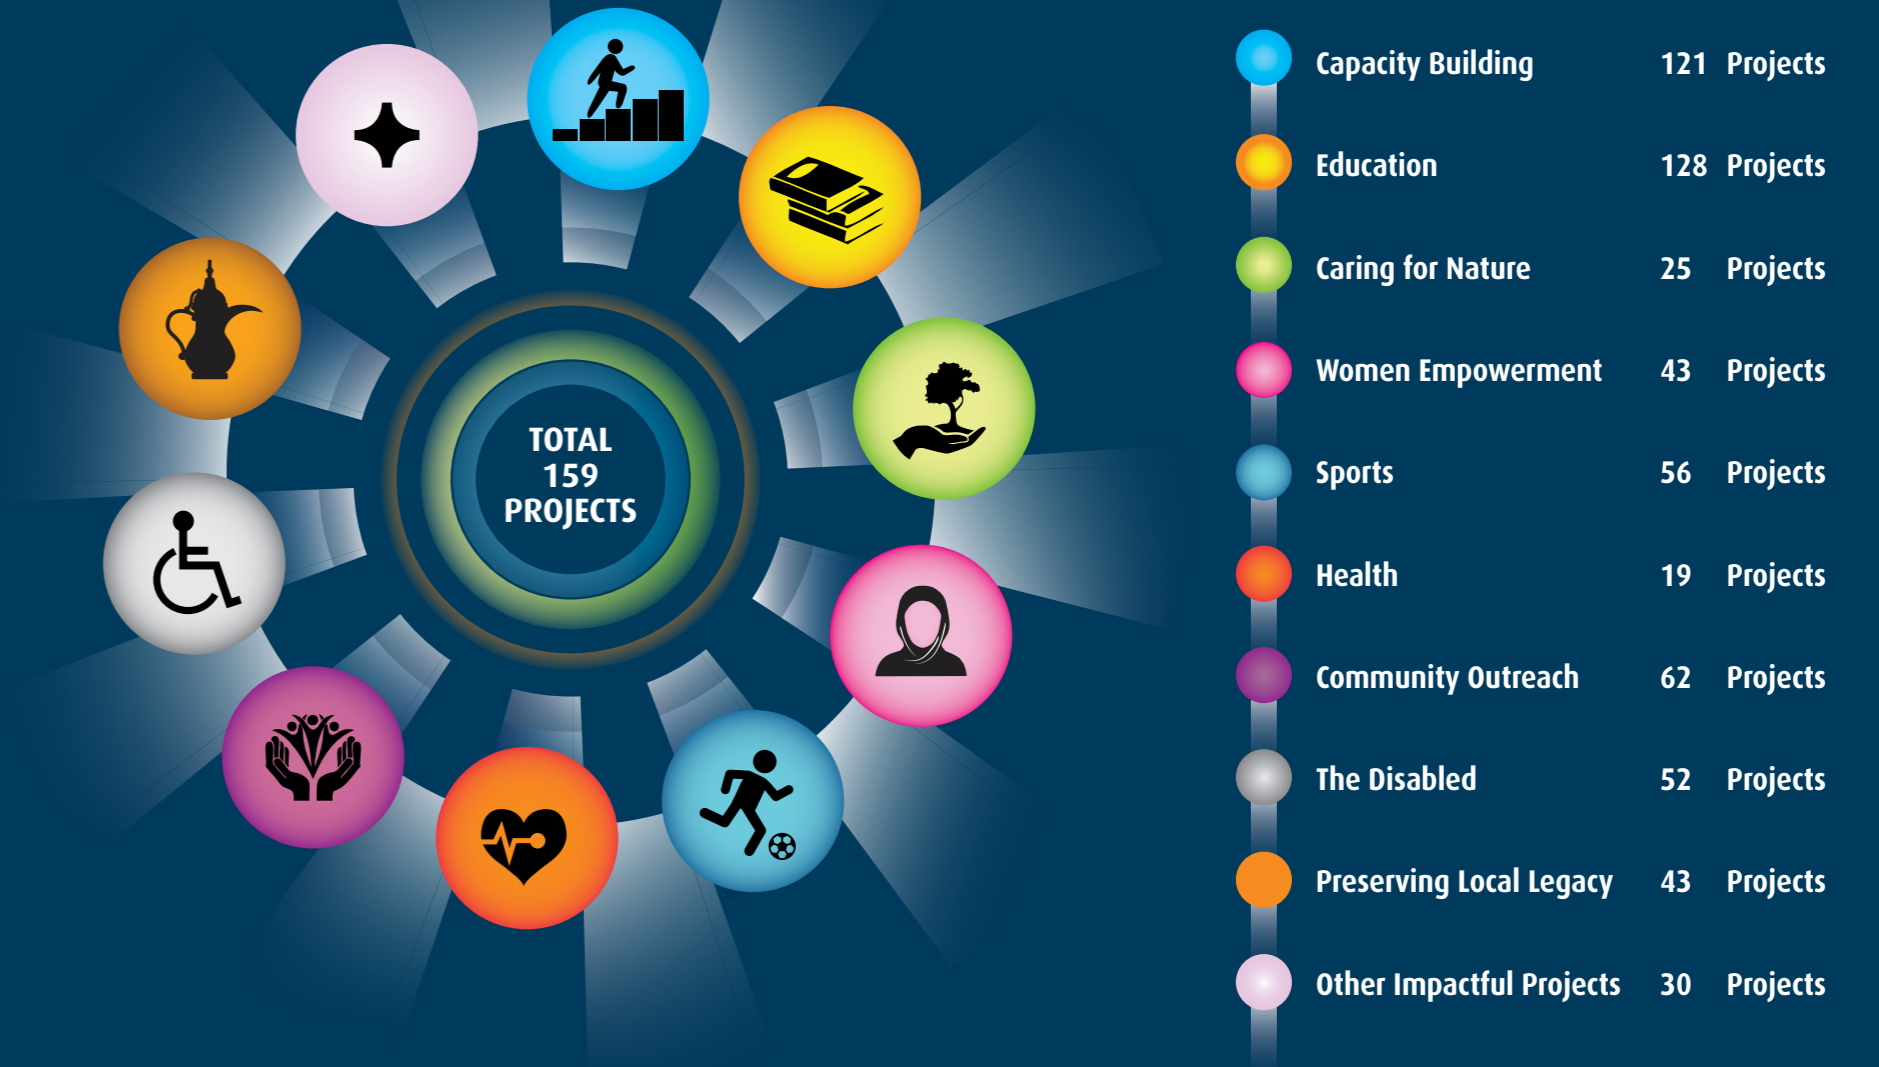 TOTAL
159
PROJECTS
Capacity Building 121 Projects
Education 128 Projects
Caring for Nature 25 Projects
Women Empowerment 43 Projects
Sports 56 Projects
Health 19 Projects
Community Outreach 62 Projects
The Disabled 52 Projects
Preserving Local Legacy 43 Projects
Other Impactful Projects 30 Projects